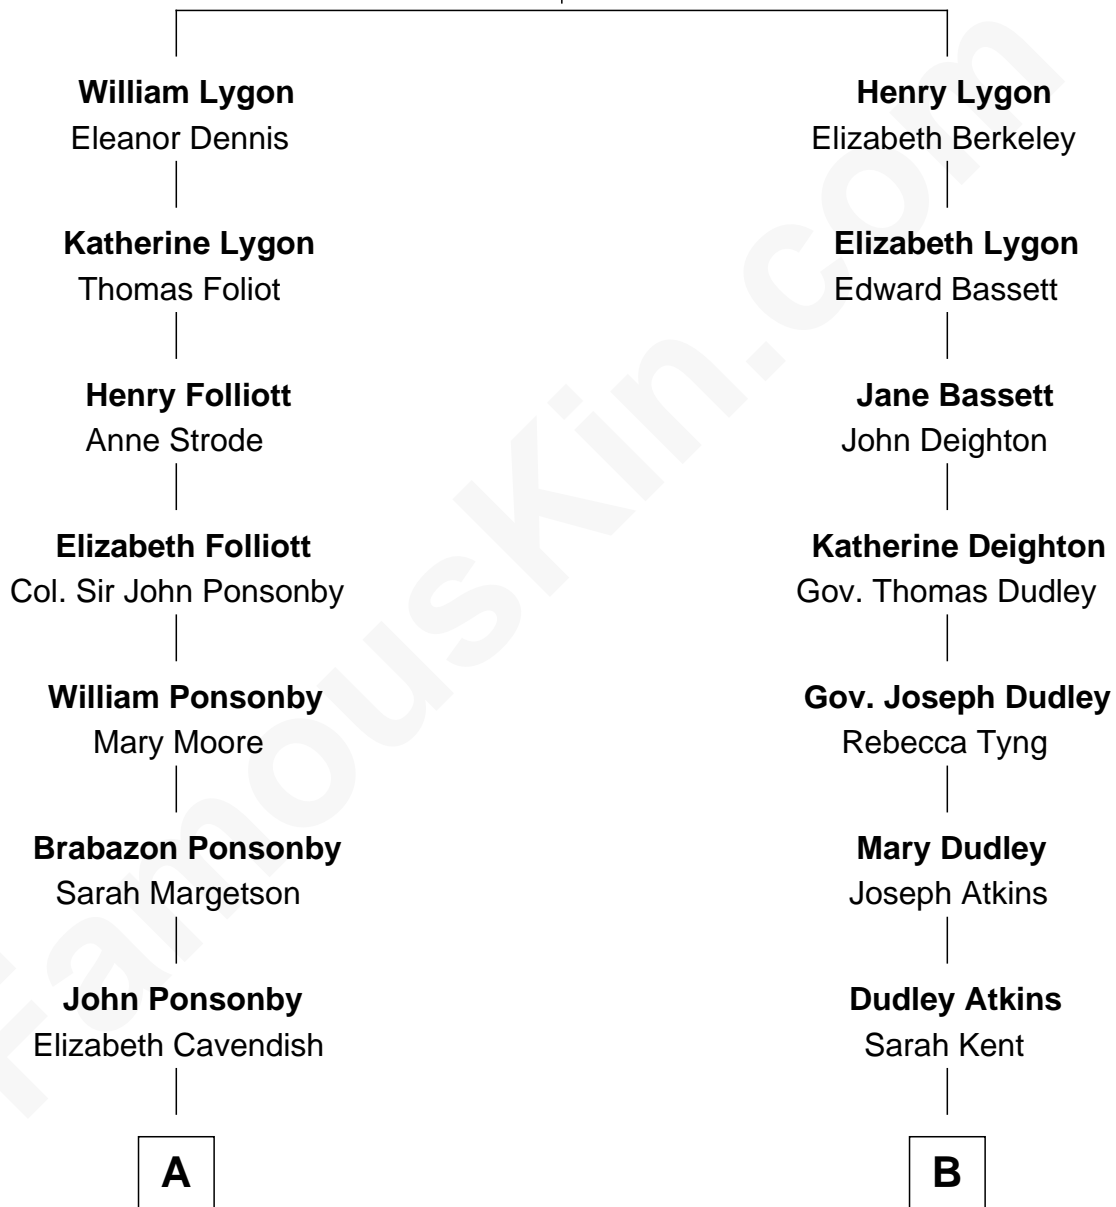 William Lygon
Eleanor Dennis
Henry Lygon
Elizabeth Berkeley
Katherine Lygon
Thomas Foliot
Elizabeth Lygon
Edward Bassett
Henry Folliott
Anne Strode
Jane Bassett
John Deighton
Elizabeth Folliott
Col. Sir John Ponsonby
Katherine Deighton
Gov. Thomas Dudley
William Ponsonby
Mary Moore
Gov. Joseph Dudley
Rebecca Tyng
Brabazon Ponsonby
Sarah Margetson
Mary Dudley
Joseph Atkins
John Ponsonby
Elizabeth Cavendish
Dudley Atkins
Sarah Kent
A
B
FamousKin.com